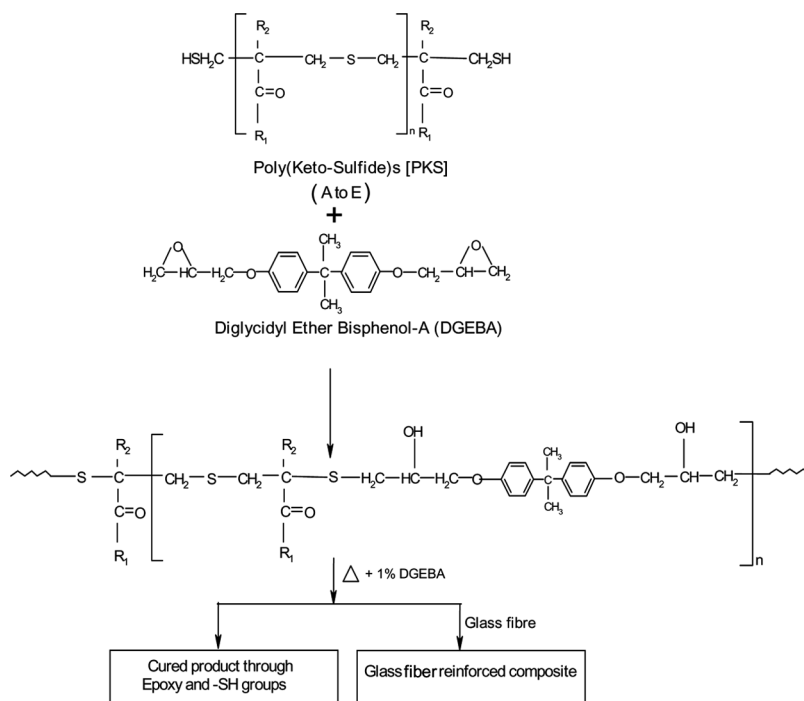 R₂ R₂
HSH₂C C CH₂ S CH₂ C CH₂SH
C=O C=O
n
R₁ R₁
Poly(Keto-Sulfide)s [PKS]
(A to E)
+
O CH₃ O
H₂C HC H₂C O C O CH₂
CH₃
Diglycidyl Ether Bisphenol-A (DGEBA)
OH OH
R₂ R₂ CH₃
S C CH₂ S CH₂ C S H₂C HC H₂C O C O CH₂ CH CH₂
CH₃
C=O C=O
R₁ R₁ n
△ + 1% DGEBA
Glass fibre
Cured product through
Epoxy and -SH groups
Glass fiber reinforced composite